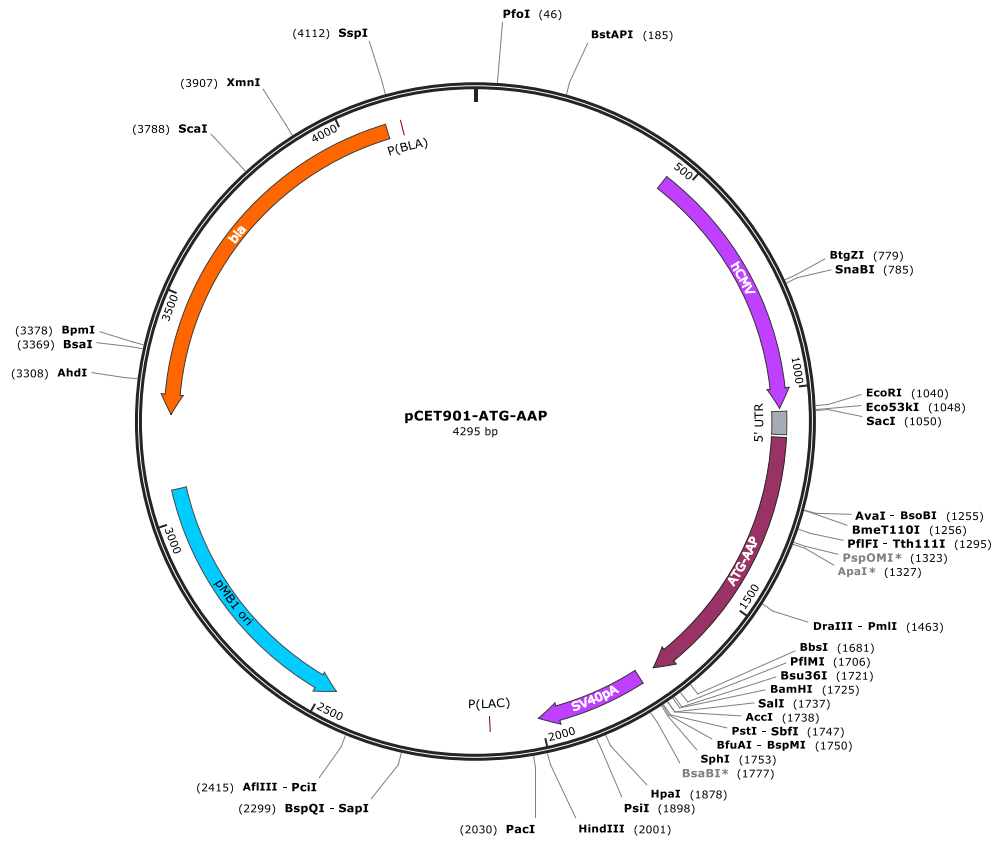 PfoI (46)
BstAPI (185)
(4112) SspI
(3907) XmnI
(3788) ScaI
4000
P(BLA)
500
bla
hCMV
BtgZI (779)
SnaBI (785)
3500
(3378) BpmI
(3369) BsaI
(3308) AhdI
1000
EcoRI (1040)
Eco53kI (1048)
SacI (1050)
pCET901-ATG-AAP
4295 bp
5' UTR
AvaI - BsoBI (1255)
BmeT110I (1256)
PflFI - Tth111I (1295)
PspOMI* (1323)
ApaI* (1327)
3000
ATG-AAP
pMB1 ori
1500
DraIII - PmlI (1463)
BbsI (1681)
PflMI (1706)
Bsu36I (1721)
BamHI (1725)
SalI (1737)
AccI (1738)
PstI - SbfI (1747)
BfuAI - BspMI (1750)
SphI (1753)
BsaBI* (1777)
SV40pA
P(LAC)
2500
2000
(2415) AflIII - PciI
(2299) BspQI - SapI
HpaI (1878)
PsiI (1898)
(2030) PacI
HindIII (2001)